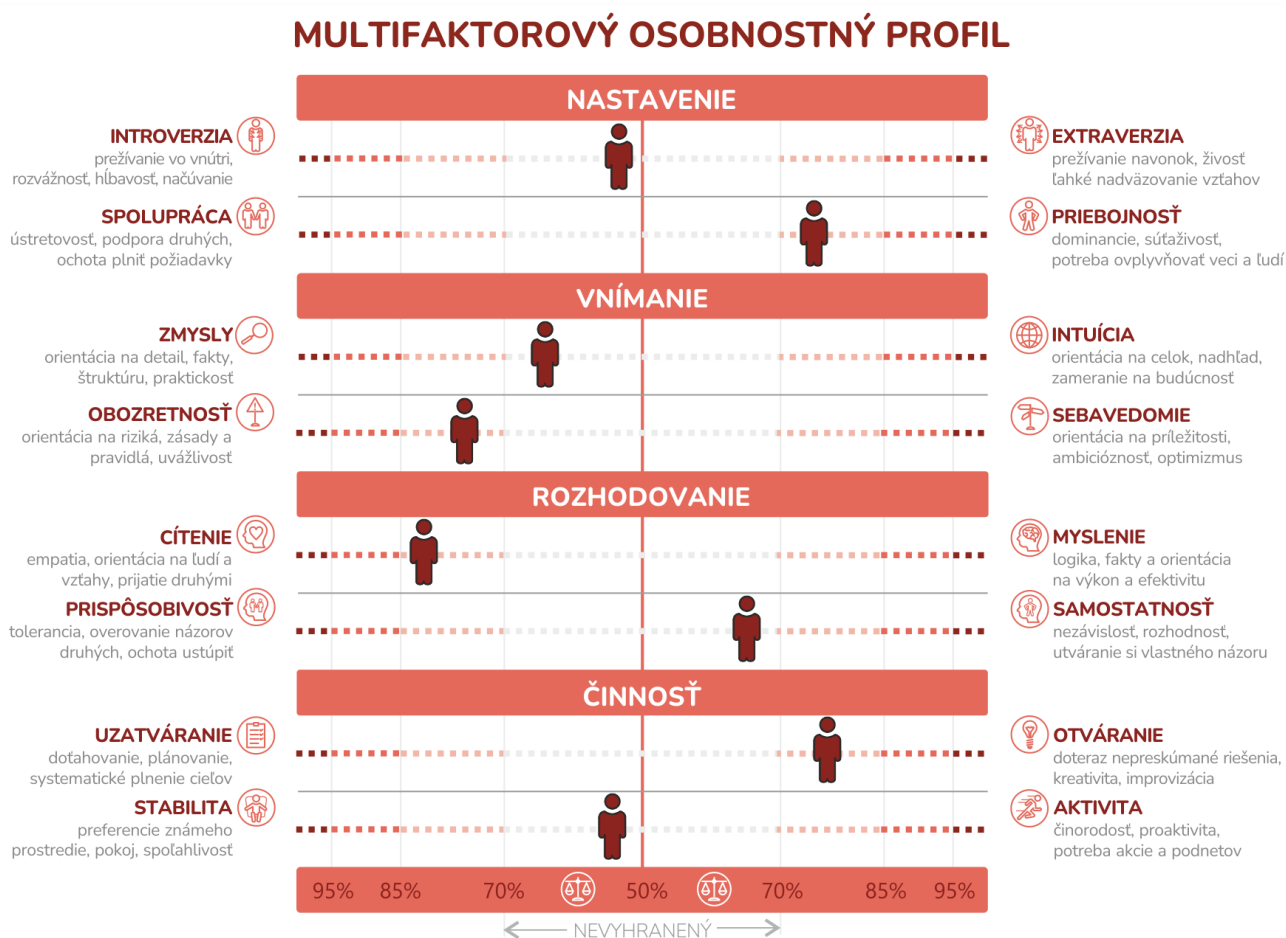 MULTIFAKTOROVÝ OSOBNOSTNÝ PROFIL
NASTAVENIE
INTROVERZIA
prežívanie vo vnútri,
rozvážnosť, hĺbavosť, načúvanie
EXTRAVERZIA
prežívanie navonok, živosť
ľahké nadväzovanie vzťahov
SPOLUPRÁCA
ústretovosť, podpora druhých,
ochota plniť požiadavky
PRIEBOJNOSŤ
dominancie, súťaživosť,
potreba ovplyvňovať veci a ľudí
VNÍMANIE
ZMYSLY
orientácia na detail, fakty,
štruktúru, praktickosť
INTUÍCIA
orientácia na celok, nadhľad,
zameranie na budúcnosť
OBOZRETNOSŤ
orientácia na riziká, zásady a
pravidlá, uvážlivosť
SEBAVEDOMIE
orientácia na príležitosti,
ambicióznosť, optimizmus
ROZHODOVANIE
CÍTENIE
empatia, orientácia na ľudí a
vzťahy, prijatie druhými
MYSLENIE
logika, fakty a orientácia
na výkon a efektivitu
PRISPÔSOBIVOSŤ
tolerancia, overovanie názorov
druhých, ochota ustúpiť
SAMOSTATNOSŤ
nezávislosť, rozhodnosť,
utváranie si vlastného názoru
ČINNOSŤ
UZATVÁRANIE
doťahovanie, plánovanie,
systematické plnenie cieľov
OTVÁRANIE
doteraz nepreskúmané riešenia,
kreativita, improvizácia
STABILITA
preferencie známeho
prostredie, pokoj, spoľahlivosť
AKTIVITA
činorodosť, proaktivita,
potreba akcie a podnetov
95% 85% 70% 50% 70% 85% 95%
NEVYHRANENÝ